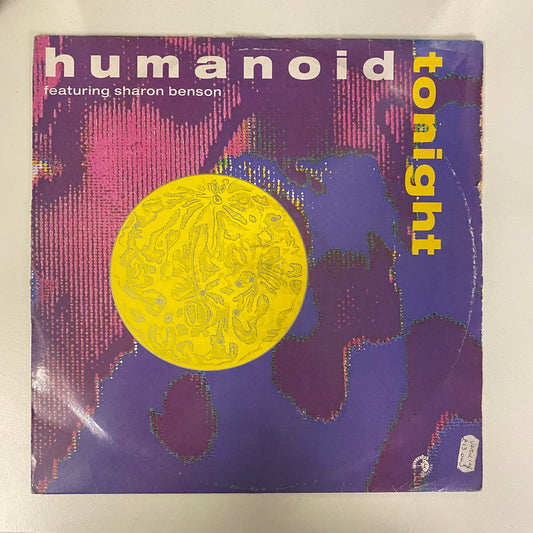 humanoid
featuring sharon benson
tonight